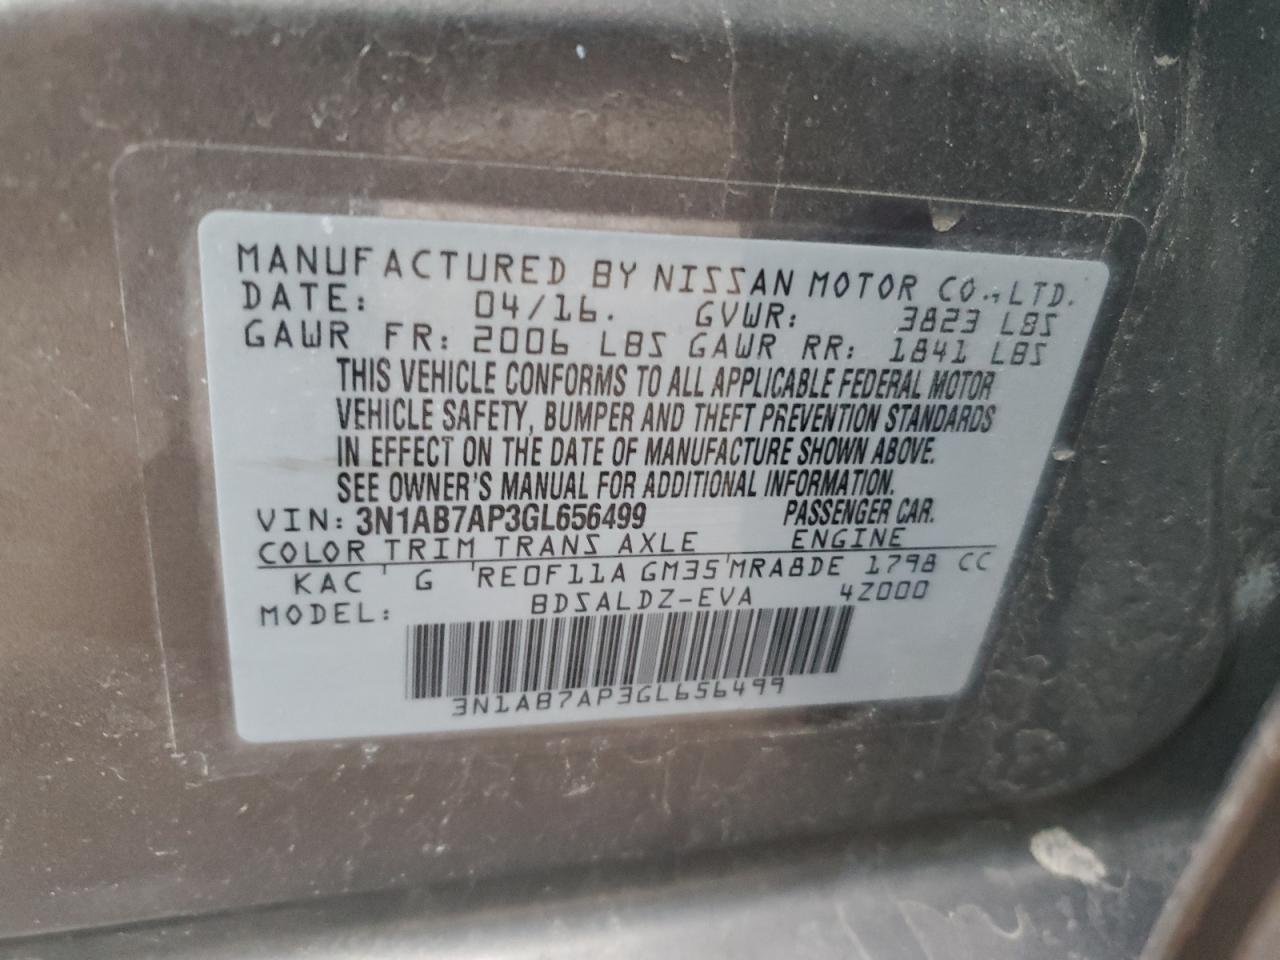 MANUFACTURED BY NISSAN MOTOR CO.,LTD.
DATE: 04/16. GVWR: 3823 LBS
GAWR FR: 2006 LBS GAWR RR: 1841 LBS
THIS VEHICLE CONFORMS TO ALL APPLICABLE FEDERAL MOTOR
VEHICLE SAFETY, BUMPER AND THEFT PREVENTION STANDARDS
IN EFFECT ON THE DATE OF MANUFACTURE SHOWN ABOVE.
SEE OWNER'S MANUAL FOR ADDITIONAL INFORMATION.
VIN: 3N1AB7AP3GL656499 PASSENGER CAR.
COLOR TRIM TRANS AXLE ENGINE
KAC ' G ' RE0F11A GM35 ' MRA8DE 1798 CC
MODEL: BDSALDZ-EVA 4Z000
3N1AB7AP3GL656499